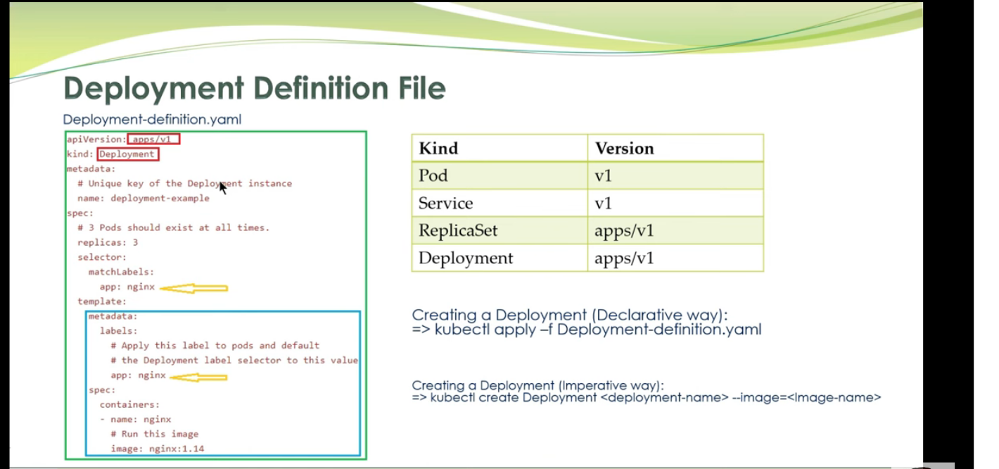 Deployment Definition File
Deployment-definition.yaml
apiVersion: apps/v1
kind: Deployment
metadata:
# Unique key of the Deployment instance
name: deployment-example
spec:
# 3 Pods should exist at all times.
replicas: 3
selector:
matchLabels:
app: nginx
template:
metadata:
labels:
# Apply this label to pods and default
# the Deployment label selector to this value
app: nginx
spec:
containers:
- name: nginx
# Run this image
image: nginx:1.14
Kind Version
Pod v1
Service v1
ReplicaSet apps/v1
Deployment apps/v1
Creating a Deployment (Declarative way):
=> kubectl apply –f Deployment-definition.yaml
Creating a Deployment (Imperative way):
=> kubectl create Deployment <deployment-name> --image=<Image-name>